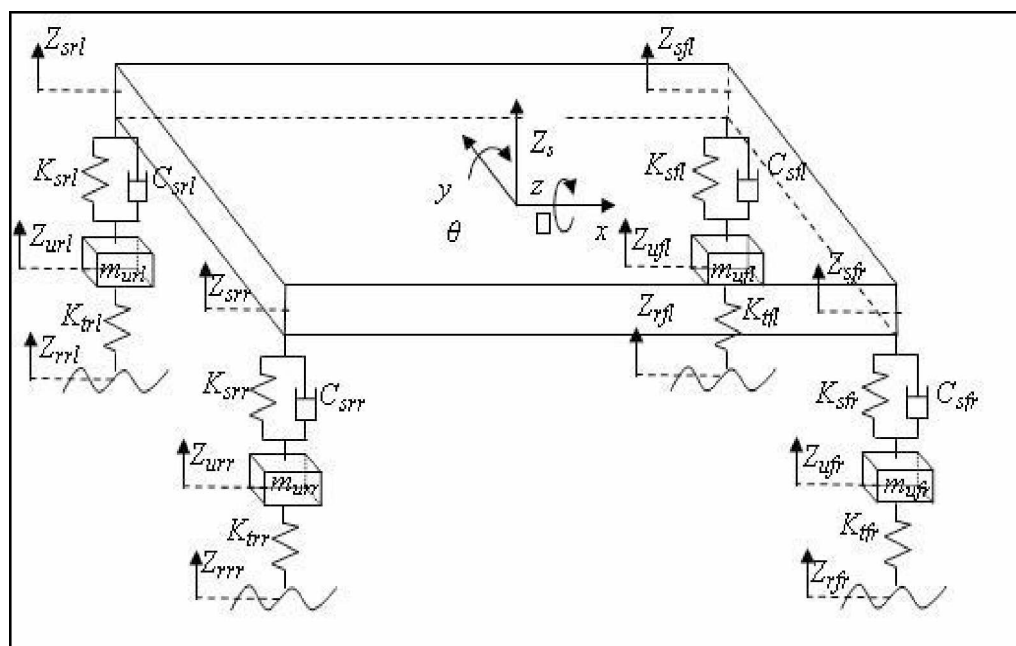 Zsrl
Zsfl
Zs
Ksrl
Csrl
y
z
x
θ
Ksfl
Csfl
Zurl
murl
Zufl
mufl
Zsrr
Zsfr
Ktrl
Zrrl
Zrfl
Ktfl
Ksrr
Csrr
Ksfr
Csfr
Zurr
murr
Zufr
mufr
Ktrr
Ktfr
Zrrr
Zrfr